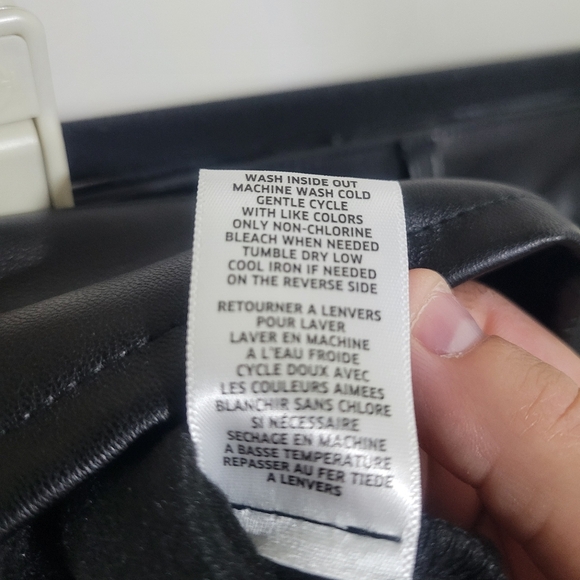 WASH INSIDE OUT
MACHINE WASH COLD
GENTLE CYCLE
WITH LIKE COLORS
ONLY NON-CHLORINE
BLEACH WHEN NEEDED
TUMBLE DRY LOW
COOL IRON IF NEEDED
ON THE REVERSE SIDE
RETOURNER A LENVERS
POUR LAVER
LAVER EN MACHINE
A L'EAU FROIDE
CYCLE DOUX AVEC
LES COULEURS AIMEES
BLANCHIR SANS CHLORE
SI NÉCESSAIRE
SECHAGE EN MACHINE
A BASSE TEMPERATURE
REPASSER AU FER TIEDE
A LENVERS